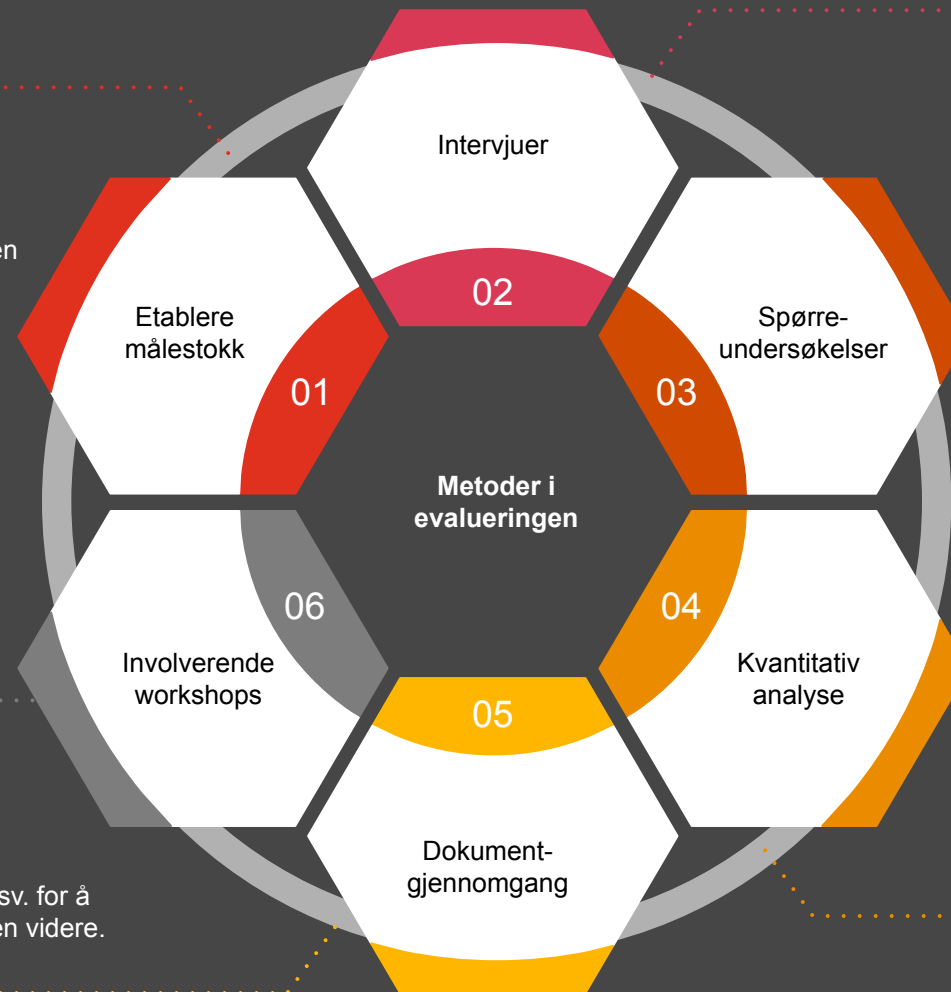 Intervjuer
02
en
Etablere
målestokk
01
Spørre-
undersøkelser
03
Metoder i
evalueringen
06
Involverende
workshops
04
Kvantitativ
analyse
05
Dokument-
gjennomgang
sv. for å
en videre.